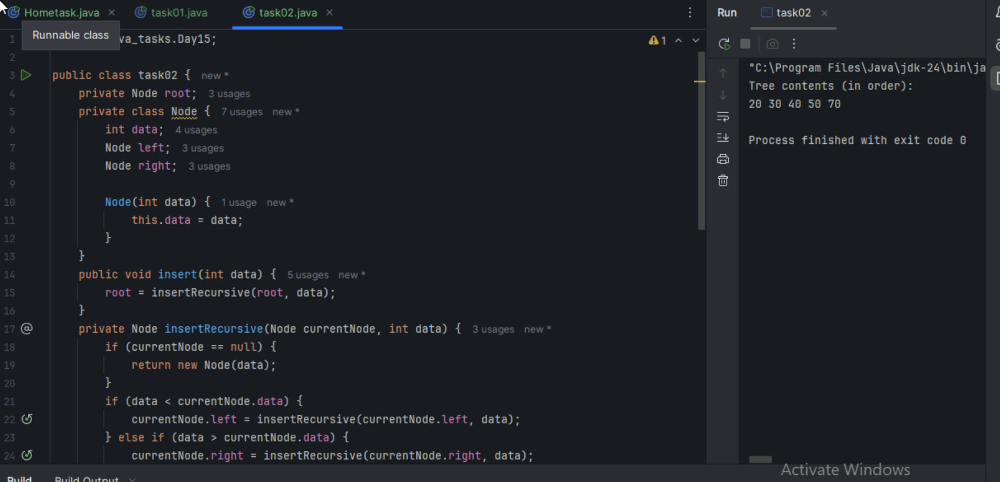 Hometask.java
task01.java
task02.java
Run
task02
Runnable class
1 va_tasks.Day15;
1
2
3 public class task02 { new *
4 private Node root; 3 usages
5 private class Node { 7 usages new *
6 int data; 4 usages
7 Node left; 3 usages
8 Node right; 3 usages
9
10 Node(int data) { 1 usage new *
11 this.data = data;
12 }
13 }
14 public void insert(int data) { 5 usages new *
15 root = insertRecursive(root, data);
16 }
17 @ private Node insertRecursive(Node currentNode, int data) { 3 usages new *
18 if (currentNode == null) {
19 return new Node(data);
20 }
21 if (data < currentNode.data) {
22 currentNode.left = insertRecursive(currentNode.left, data);
23 } else if (data > currentNode.data) {
24 currentNode.right = insertRecursive(currentNode.right, data);
"C:\Program Files\Java\jdk-24\bin\ja
Tree contents (in order):
20 30 40 50 70
Process finished with exit code 0
Build
Build Output
Activate Windows